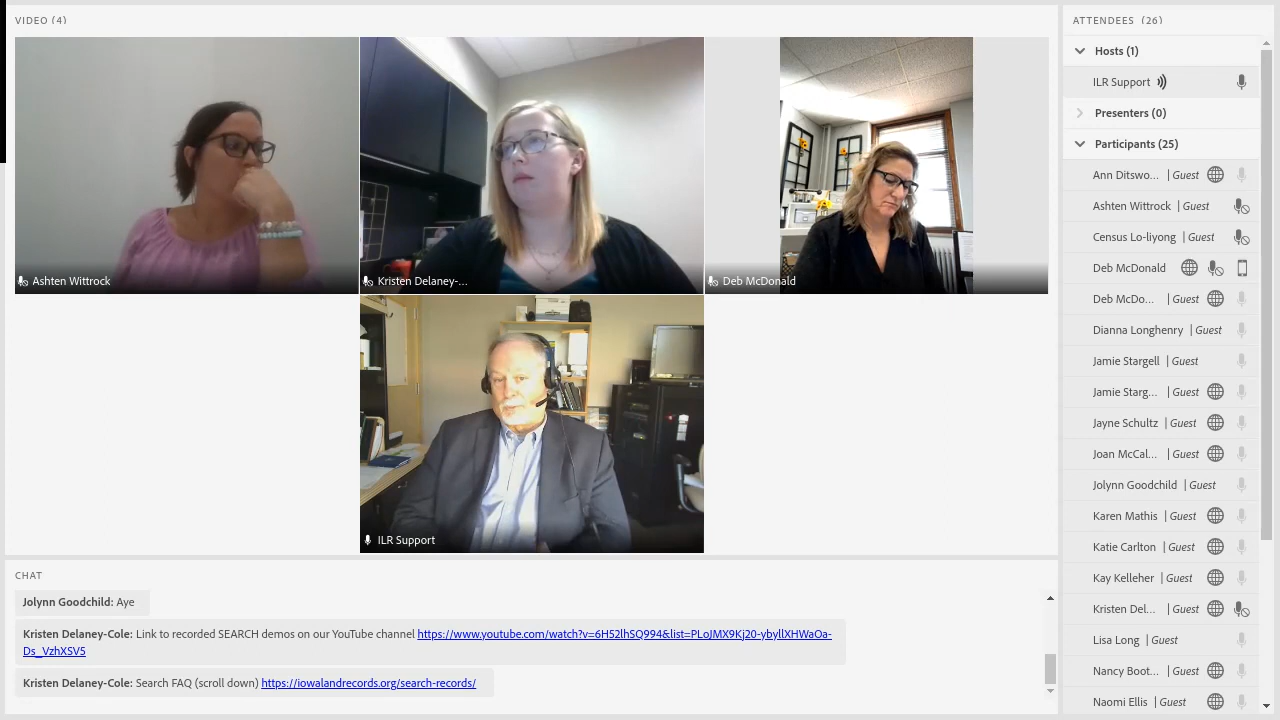 VIDEO (4)
Ashten Wittrock
Kristen Delaney-...
Deb McDonald
ILR Support
CHAT
Jolynn Goodchild: Aye
Kristen Delaney-Cole: Link to recorded SEARCH demos on our YouTube channel https://www.youtube.com/watch?v=6H52lhSQ994&list=PLoJMX9Kj20-ybyllXHWaOa-
Ds_VzhXSV5
Kristen Delaney-Cole: Search FAQ (scroll down) https://iowalandrecords.org/search-records/
ATTENDEES (26)
Hosts (1)
ILR Support
Presenters (0)
Participants (25)
Ann Ditswo... | Guest
Ashten Wittrock | Guest
Census Lo-liyong | Guest
Deb McDonald
Deb McDo... | Guest
Dianna Longhenry | Guest
Jamie Stargell | Guest
Jamie Starg... | Guest
Jayne Schultz | Guest
Joan McCal... | Guest
Jolynn Goodchild | Guest
Karen Mathis | Guest
Katie Carlton | Guest
Kay Kelleher | Guest
Kristen Del... | Guest
Lisa Long | Guest
Nancy Boot... | Guest
Naomi Ellis | Guest